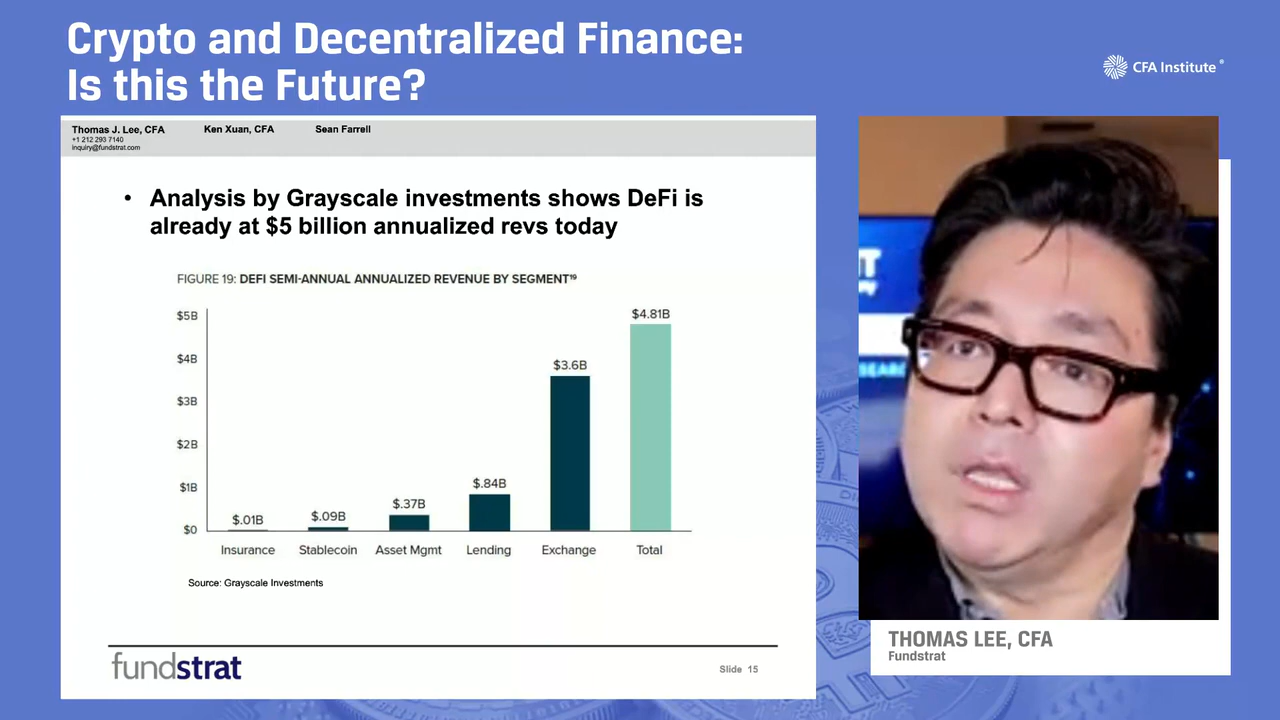 Crypto and Decentralized Finance:
Is this the Future?
CFA Institute®
Thomas J. Lee, CFA Ken Xuan, CFA Sean Farrell
+1 212 293 7140
inquiry@fundstrat.com
• Analysis by Grayscale investments shows DeFi is
already at $5 billion annualized revs today
FIGURE 19: DEFI SEMI-ANNUAL ANNUALIZED REVENUE BY SEGMENT¹⁹
$5B
$4B
$3B
$2B
$1B
$0
$.01B
$.09B
$.37B
$.84B
$3.6B
$4.81B
Insurance Stablecoin Asset Mgmt Lending Exchange Total
Source: Grayscale Investments
fundstrat
Slide 15
THOMAS LEE, CFA
Fundstrat